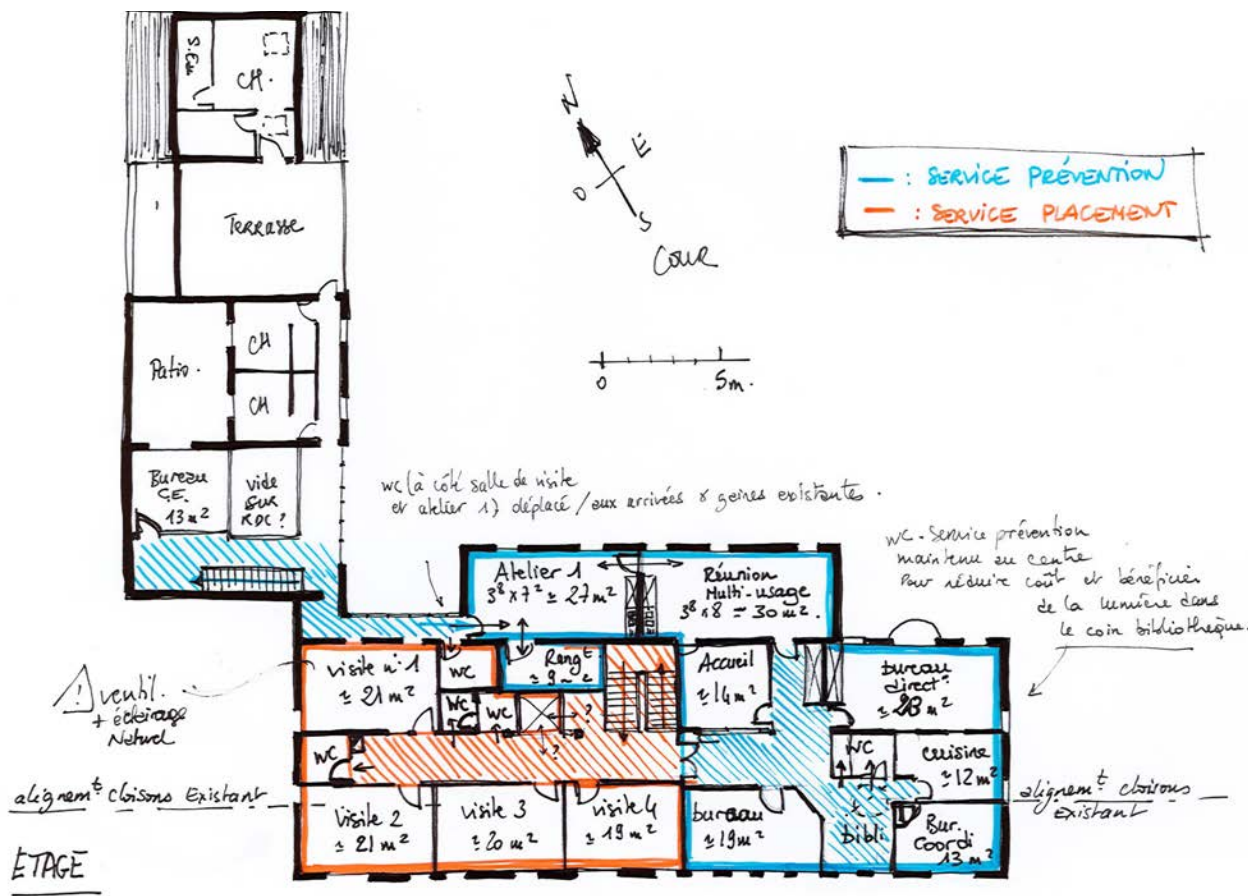 S.Eau
CH.
N
E
O
S
Cour
— : SERVICE PRÉVENTION
— : SERVICE PLACEMENT
Terrasse
0 5m.
Patio.
CH
CH
Bureau
C.E.
13 m²
vide
SUR
RDC ?
wc (à côté salle de visite
et atelier 1) déplacé / aux arrivées & gaines existantes.
WC - Service prévention
maintenu au centre
Pour réduire coût et bénéficier
de la lumière dans
le coin bibliothèque.
Atelier 1
3⁸ x 7² ≃ 27 m²
Réunion
Multi-usage
3⁸ x 8 ≃ 30 m².
Visite n°1
≃ 21 m²
WC
Rangᵗ
≃ 9 m²
Accueil
≃ 14 m²
bureau
directᵒ
≃ 28 m²
⚠ ventil.
+ éclairage
Naturel
WC
WC
WC
?
?
WC
cuisine
≃ 12 m²
alignemᵗ cloisons Existant
alignemᵗ cloisons
existant
Visite 2
≃ 21 m²
Visite 3
≃ 20 m²
Visite 4
≃ 19 m²
bureau
≃ 19 m²
bibli
Bur.
Coordi
13 m²
ETAGE